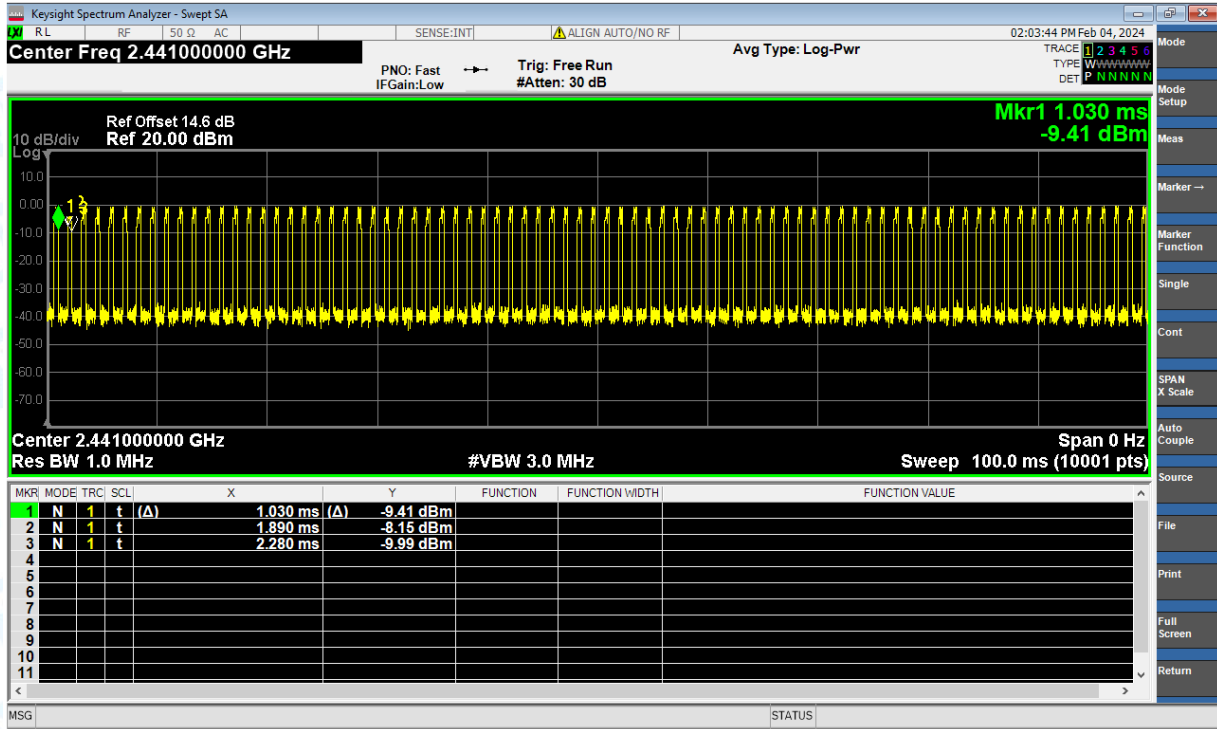 Keysight Spectrum Analyzer - Swept SA
LXI RL RF 50 Ω AC SENSE:INT ALIGN AUTO/NO RF 02:03:44 PM Feb 04, 2024
Center Freq 2.441000000 GHz
Avg Type: Log-Pwr
TRACE 1 2 3 4 5 6
PNO: Fast
Trig: Free Run
TYPE WWWWWW
IFGain:Low
#Atten: 30 dB
DET P N N N N N
Mkr1 1.030 ms
-9.41 dBm
Ref Offset 14.6 dB
10 dB/div Ref 20.00 dBm
Log
10.0
0.00
1 2 3
-10.0
-20.0
-30.0
-40.0
-50.0
-60.0
-70.0
Center 2.441000000 GHz Span 0 Hz
Res BW 1.0 MHz #VBW 3.0 MHz Sweep 100.0 ms (10001 pts)
MKR MODE TRC SCL X Y FUNCTION FUNCTION WIDTH FUNCTION VALUE
1 N 1 t (Δ) 1.030 ms (Δ) -9.41 dBm
2 N 1 t 1.890 ms -8.15 dBm
3 N 1 t 2.280 ms -9.99 dBm
4
5
6
7
8
9
10
11
MSG STATUS
Mode
Mode
Setup
Meas
Marker →
Marker
Function
Single
Cont
SPAN
X Scale
Auto
Couple
Source
File
Print
Full
Screen
Return